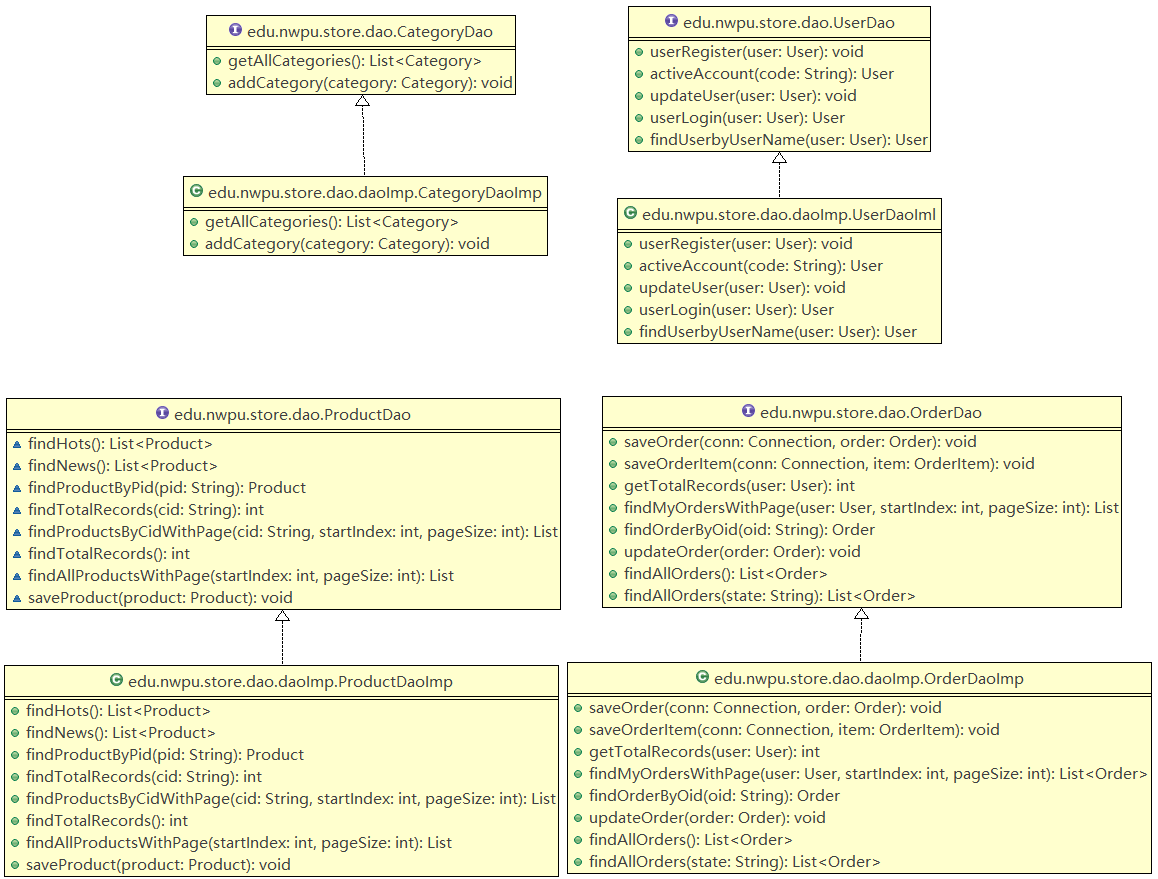 edu.nwpu.store.dao.CategoryDao
getAllCategories(): List<Category>
addCategory(category: Category): void
edu.nwpu.store.dao.daoImp.CategoryDaoImp
getAllCategories(): List<Category>
addCategory(category: Category): void
edu.nwpu.store.dao.UserDao
userRegister(user: User): void
activeAccount(code: String): User
updateUser(user: User): void
userLogin(user: User): User
findUserbyUserName(user: User): User
edu.nwpu.store.dao.daoImp.UserDaoIml
userRegister(user: User): void
activeAccount(code: String): User
updateUser(user: User): void
userLogin(user: User): User
findUserbyUserName(user: User): User
edu.nwpu.store.dao.ProductDao
findHots(): List<Product>
findNews(): List<Product>
findProductByPid(pid: String): Product
findTotalRecords(cid: String): int
findProductsByCidWithPage(cid: String, startIndex: int, pageSize: int): List
findTotalRecords(): int
findAllProductsWithPage(startIndex: int, pageSize: int): List
saveProduct(product: Product): void
edu.nwpu.store.dao.daoImp.ProductDaoImp
findHots(): List<Product>
findNews(): List<Product>
findProductByPid(pid: String): Product
findTotalRecords(cid: String): int
findProductsByCidWithPage(cid: String, startIndex: int, pageSize: int): List
findTotalRecords(): int
findAllProductsWithPage(startIndex: int, pageSize: int): List
saveProduct(product: Product): void
edu.nwpu.store.dao.OrderDao
saveOrder(conn: Connection, order: Order): void
saveOrderItem(conn: Connection, item: OrderItem): void
getTotalRecords(user: User): int
findMyOrdersWithPage(user: User, startIndex: int, pageSize: int): List
findOrderByOid(oid: String): Order
updateOrder(order: Order): void
findAllOrders(): List<Order>
findAllOrders(state: String): List<Order>
edu.nwpu.store.dao.daoImp.OrderDaoImp
saveOrder(conn: Connection, order: Order): void
saveOrderItem(conn: Connection, item: OrderItem): void
getTotalRecords(user: User): int
findMyOrdersWithPage(user: User, startIndex: int, pageSize: int): List<Order>
findOrderByOid(oid: String): Order
updateOrder(order: Order): void
findAllOrders(): List<Order>
findAllOrders(state: String): List<Order>